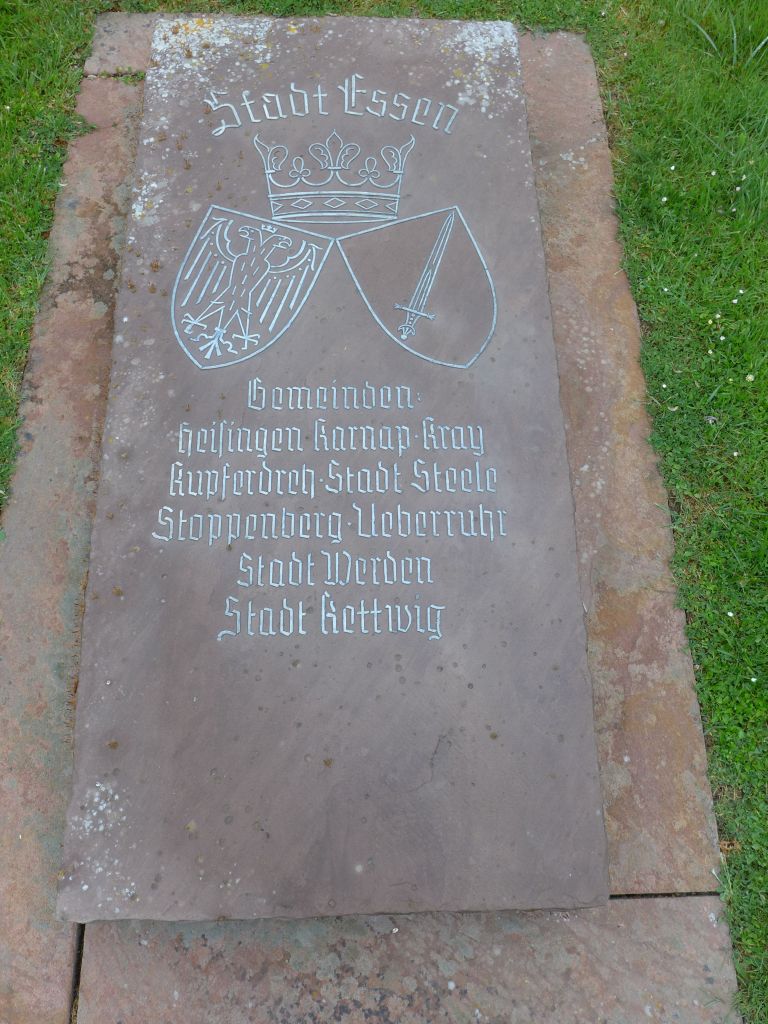 Stadt Essen
Gemeinden:
Heisingen · Karnap · Kray
Kupferdreh · Stadt Steele
Stoppenberg · Ueberruhr
Stadt Werden
Stadt Kettwig